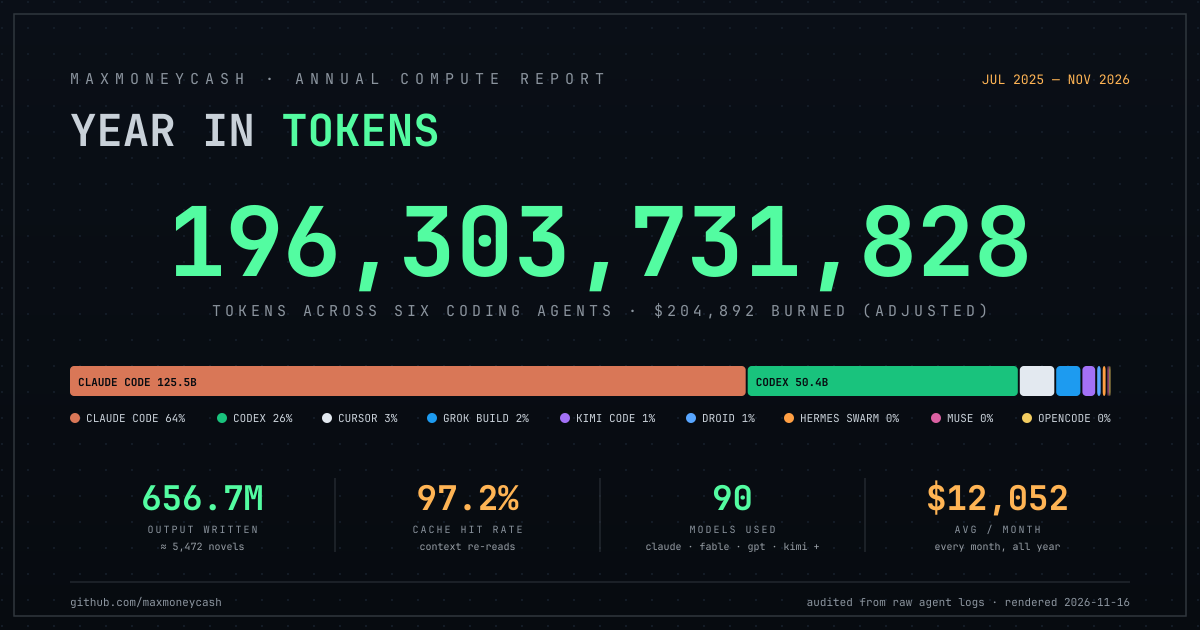 MAXMONEYCASH · ANNUAL COMPUTE REPORT
JUL 2025 — NOV 2026
YEAR IN TOKENS
196,303,731,828
TOKENS ACROSS SIX CODING AGENTS · $204,892 BURNED (ADJUSTED)
CLAUDE CODE 125.5B
CODEX 50.4B
CLAUDE CODE 64% CODEX 26% CURSOR 3% GROK BUILD 2% KIMI CODE 1% DROID 1% HERMES SWARM 0% MUSE 0% OPENCODE 0%
656.7M
OUTPUT WRITTEN
≈ 5,472 novels
97.2%
CACHE HIT RATE
context re-reads
90
MODELS USED
claude · fable · gpt · kimi +
$12,052
AVG / MONTH
every month, all year
github.com/maxmoneycash
audited from raw agent logs · rendered 2026-11-16